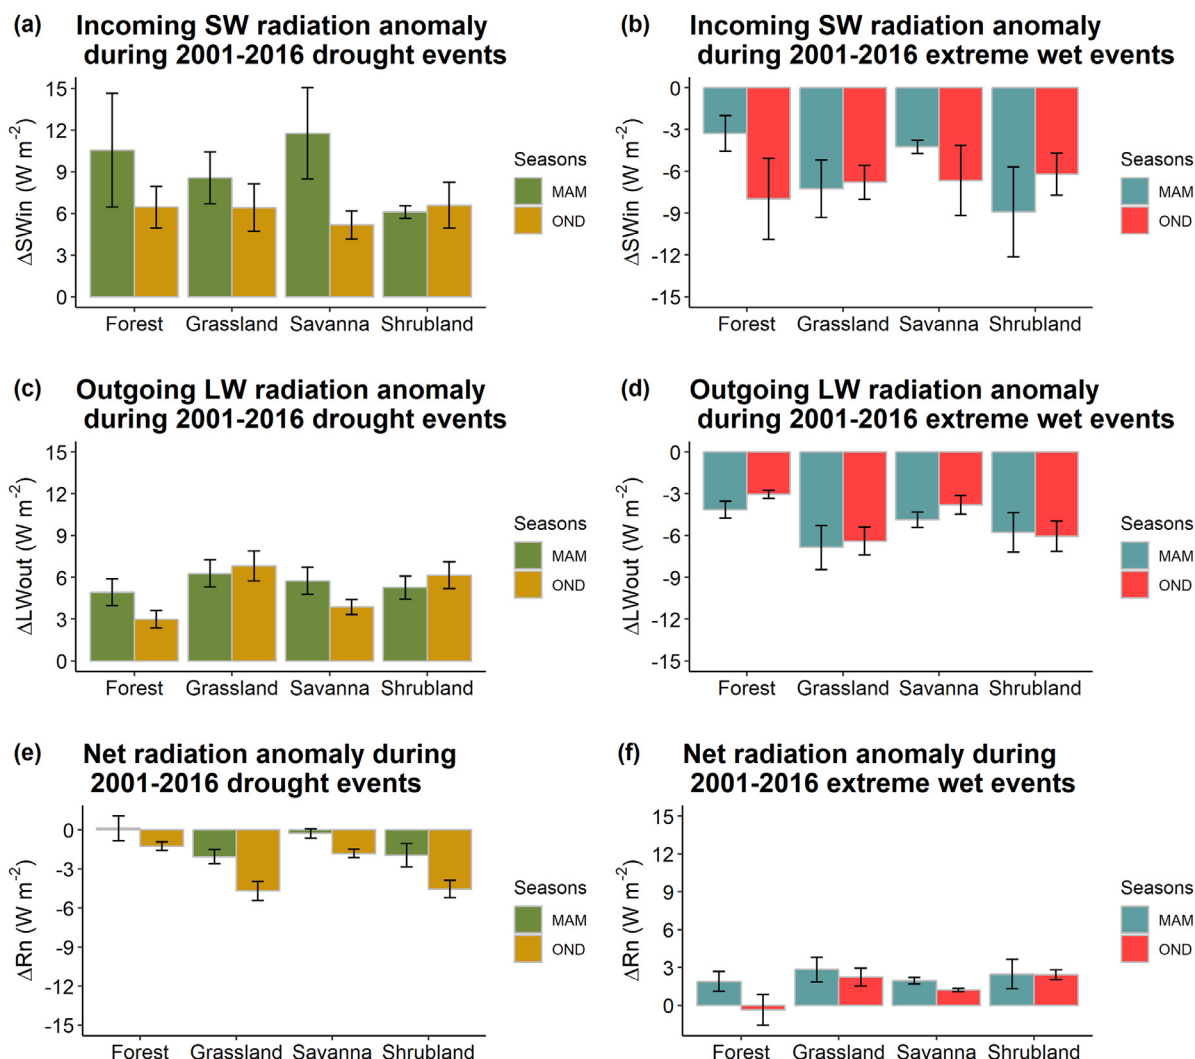 (a) Incoming SW radiation anomaly
during 2001-2016 drought events
ΔSWin (W m-2)
15
12
9
6
3
0
Forest Grassland Savanna Shrubland
Seasons
MAM
OND
(b) Incoming SW radiation anomaly
during 2001-2016 extreme wet events
ΔSWin (W m-2)
0
-3
-6
-9
-12
-15
Forest Grassland Savanna Shrubland
Seasons
MAM
OND
(c) Outgoing LW radiation anomaly
during 2001-2016 drought events
ΔLWout (W m-2)
15
12
9
6
3
0
Forest Grassland Savanna Shrubland
Seasons
MAM
OND
(d) Outgoing LW radiation anomaly
during 2001-2016 extreme wet events
ΔLWout (W m-2)
0
-3
-6
-9
-12
-15
Forest Grassland Savanna Shrubland
Seasons
MAM
OND
(e) Net radiation anomaly during
2001-2016 drought events
ΔRn (W m-2)
0
-3
-6
-9
-12
-15
Forest Grassland Savanna Shrubland
Seasons
MAM
OND
(f) Net radiation anomaly during
2001-2016 extreme wet events
ΔRn (W m-2)
15
12
9
6
3
0
Forest Grassland Savanna Shrubland
Seasons
MAM
OND